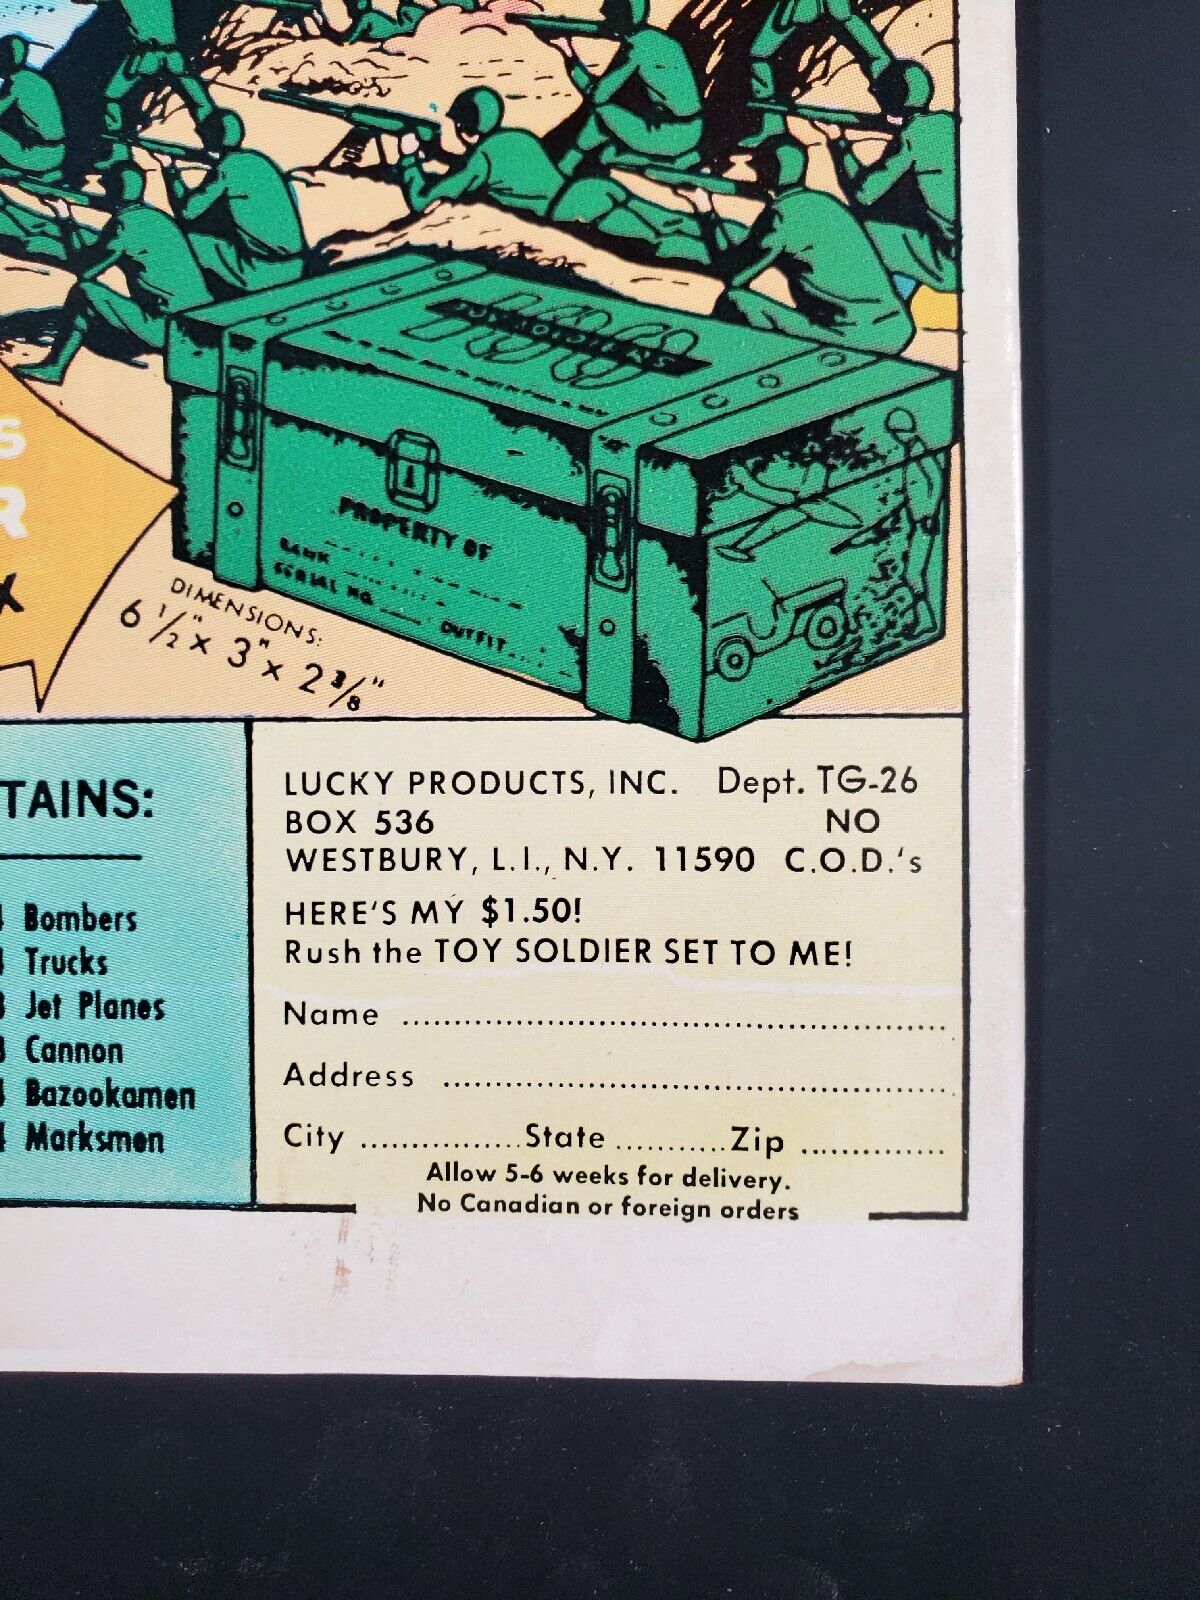 TOY SOLDIERS
PROPERTY OF
RANK
SERIAL NO.
OUTFIT
DIMENSIONS:
6 1/2" x 3" x 2 3/8"
TAINS:
Bombers
Trucks
Jet Planes
Cannon
Bazookamen
Marksmen
LUCKY PRODUCTS, INC. Dept. TG-26
BOX 536 NO
WESTBURY, L.I., N.Y. 11590 C.O.D.'s
HERE'S MY $1.50!
Rush the TOY SOLDIER SET TO ME!
Name
Address
City ................ State ........... Zip ..............
Allow 5-6 weeks for delivery.
No Canadian or foreign orders